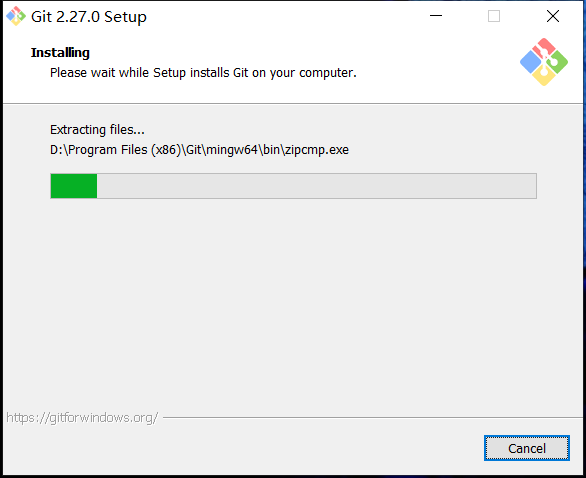 Git 2.27.0 Setup
Installing
Please wait while Setup installs Git on your computer.
Extracting files...
D:\Program Files (x86)\Git\mingw64\bin\zipcmp.exe
https://gitforwindows.org/
Cancel